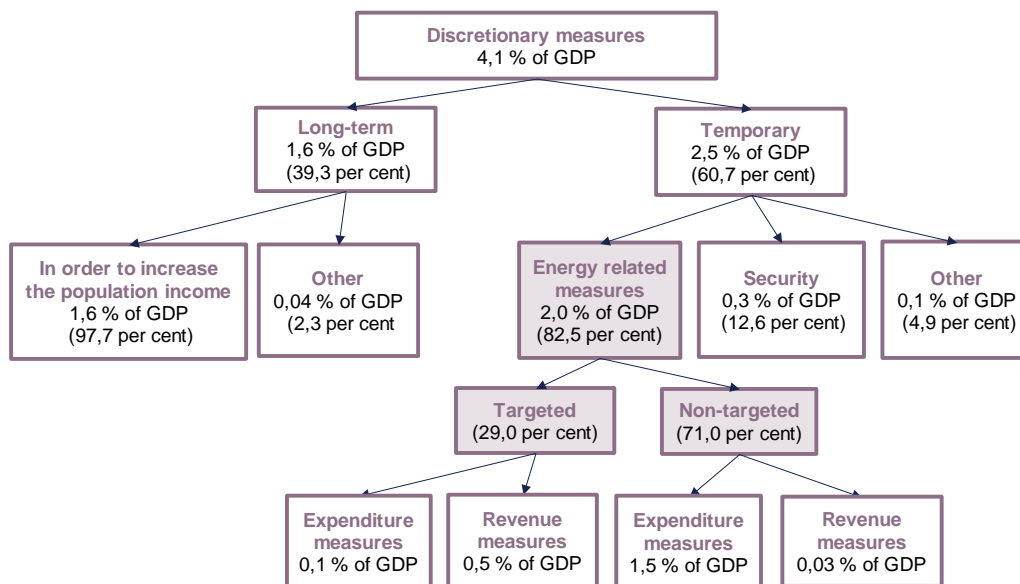 Discretionary measures
4,1 % of GDP
Long-term
1,6 % of GDP
(39,3 per cent)
Temporary
2,5 % of GDP
(60,7 per cent)
In order to increase
the population income
1,6 % of GDP
(97,7 per cent)
Other
0,04 % of GDP
(2,3 per cent
Energy related
measures
2,0 % of GDP
(82,5 per cent)
Security
0,3 % of GDP
(12,6 per cent)
Other
0,1 % of GDP
(4,9 per cent)
Targeted
(29,0 per cent)
Non-targeted
(71,0 per cent)
Expenditure
measures
0,1 % of GDP
Revenue
measures
0,5 % of GDP
Expenditure
measures
1,5 % of GDP
Revenue
measures
0,03 % of GDP